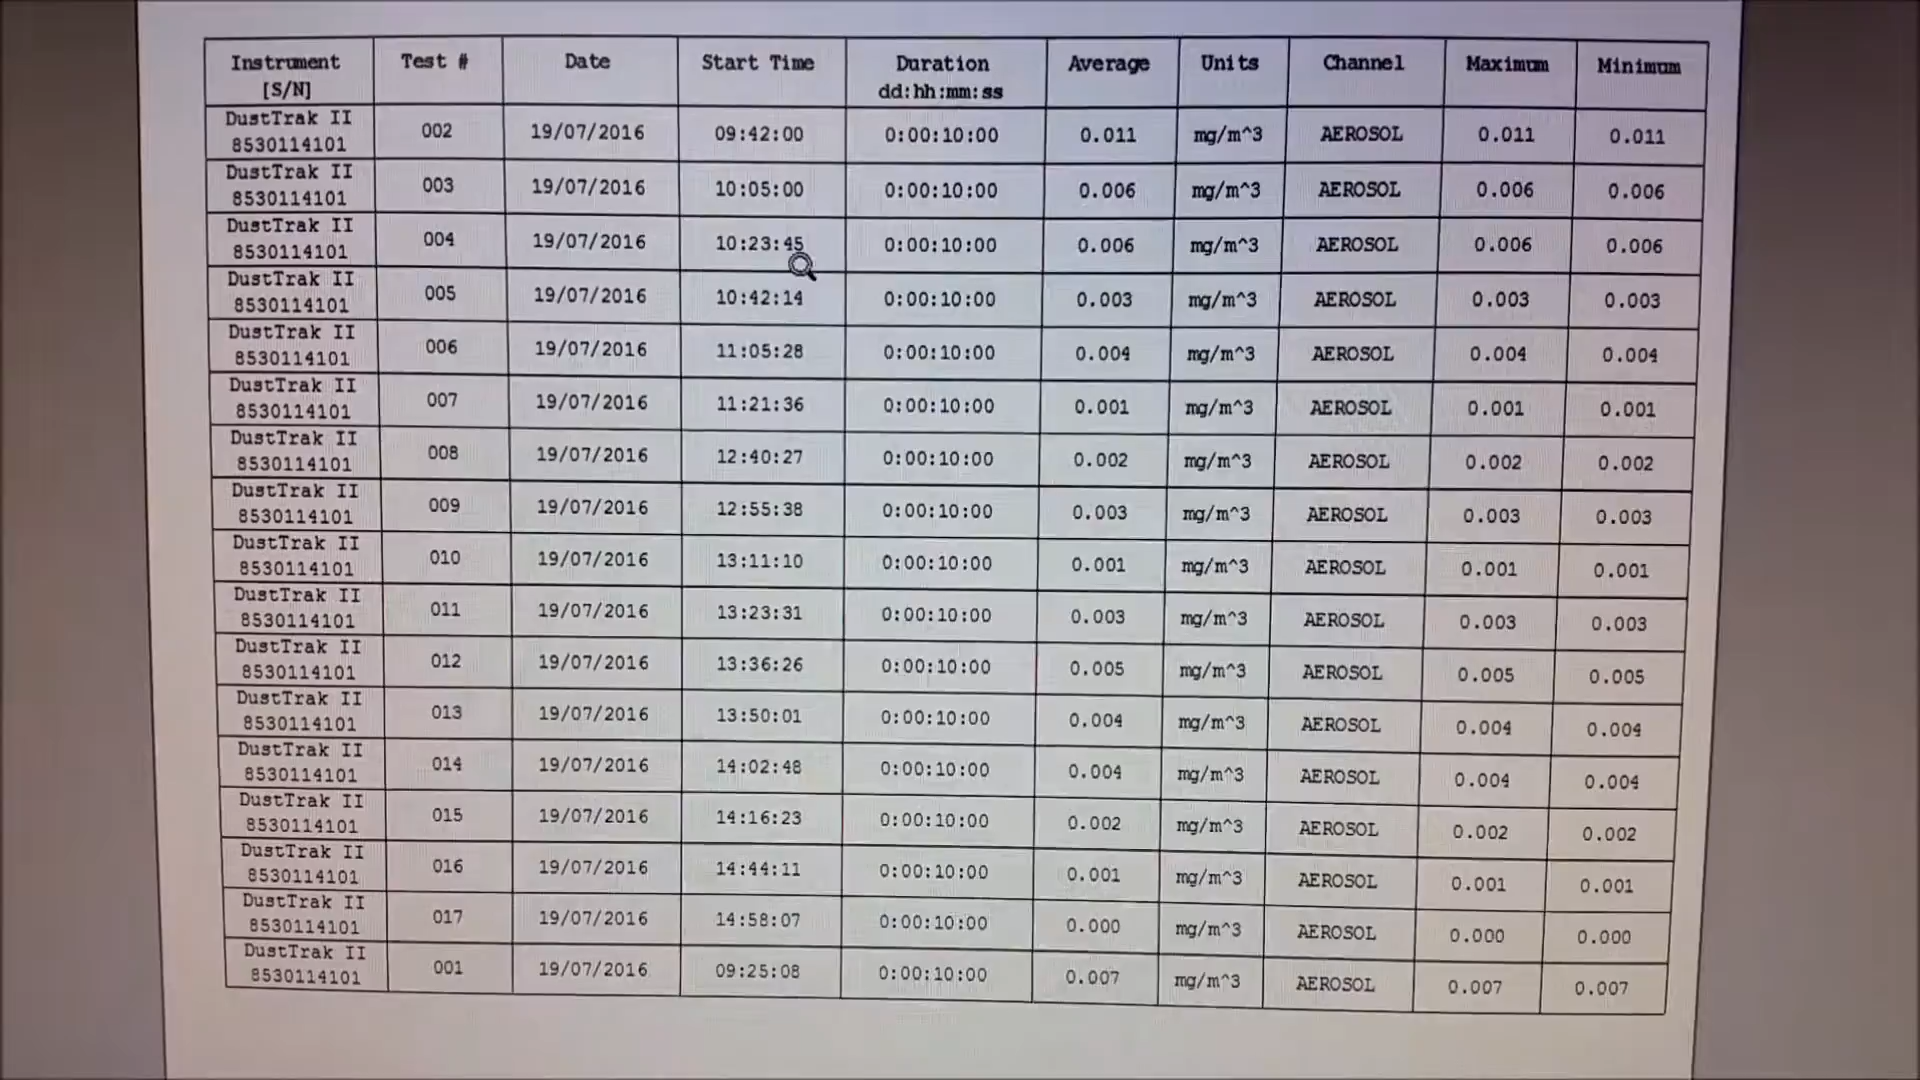 Instrument Test # Date Start Time Duration Average Units Channel Maximum Minimum
[S/N] dd:hh:mm:ss
DustTrak II
8530114101 002 19/07/2016 09:42:00 0:00:10:00 0.011 mg/m^3 AEROSOL 0.011 0.011
DustTrak II
8530114101 003 19/07/2016 10:05:00 0:00:10:00 0.006 mg/m^3 AEROSOL 0.006 0.006
DustTrak II
8530114101 004 19/07/2016 10:23:45 0:00:10:00 0.006 mg/m^3 AEROSOL 0.006 0.006
DustTrak II
8530114101 005 19/07/2016 10:42:14 0:00:10:00 0.003 mg/m^3 AEROSOL 0.003 0.003
DustTrak II
8530114101 006 19/07/2016 11:05:28 0:00:10:00 0.004 mg/m^3 AEROSOL 0.004 0.004
DustTrak II
8530114101 007 19/07/2016 11:21:36 0:00:10:00 0.001 mg/m^3 AEROSOL 0.001 0.001
DustTrak II
8530114101 008 19/07/2016 12:40:27 0:00:10:00 0.002 mg/m^3 AEROSOL 0.002 0.002
DustTrak II
8530114101 009 19/07/2016 12:55:38 0:00:10:00 0.003 mg/m^3 AEROSOL 0.003 0.003
DustTrak II
8530114101 010 19/07/2016 13:11:10 0:00:10:00 0.001 mg/m^3 AEROSOL 0.001 0.001
DustTrak II
8530114101 011 19/07/2016 13:23:31 0:00:10:00 0.003 mg/m^3 AEROSOL 0.003 0.003
DustTrak II
8530114101 012 19/07/2016 13:36:26 0:00:10:00 0.005 mg/m^3 AEROSOL 0.005 0.005
DustTrak II
8530114101 013 19/07/2016 13:50:01 0:00:10:00 0.004 mg/m^3 AEROSOL 0.004 0.004
DustTrak II
8530114101 014 19/07/2016 14:02:48 0:00:10:00 0.004 mg/m^3 AEROSOL 0.004 0.004
DustTrak II
8530114101 015 19/07/2016 14:16:23 0:00:10:00 0.002 mg/m^3 AEROSOL 0.002 0.002
DustTrak II
8530114101 016 19/07/2016 14:44:11 0:00:10:00 0.001 mg/m^3 AEROSOL 0.001 0.001
DustTrak II
8530114101 017 19/07/2016 14:58:07 0:00:10:00 0.000 mg/m^3 AEROSOL 0.000 0.000
DustTrak II
8530114101 001 19/07/2016 09:25:08 0:00:10:00 0.007 mg/m^3 AEROSOL 0.007 0.007